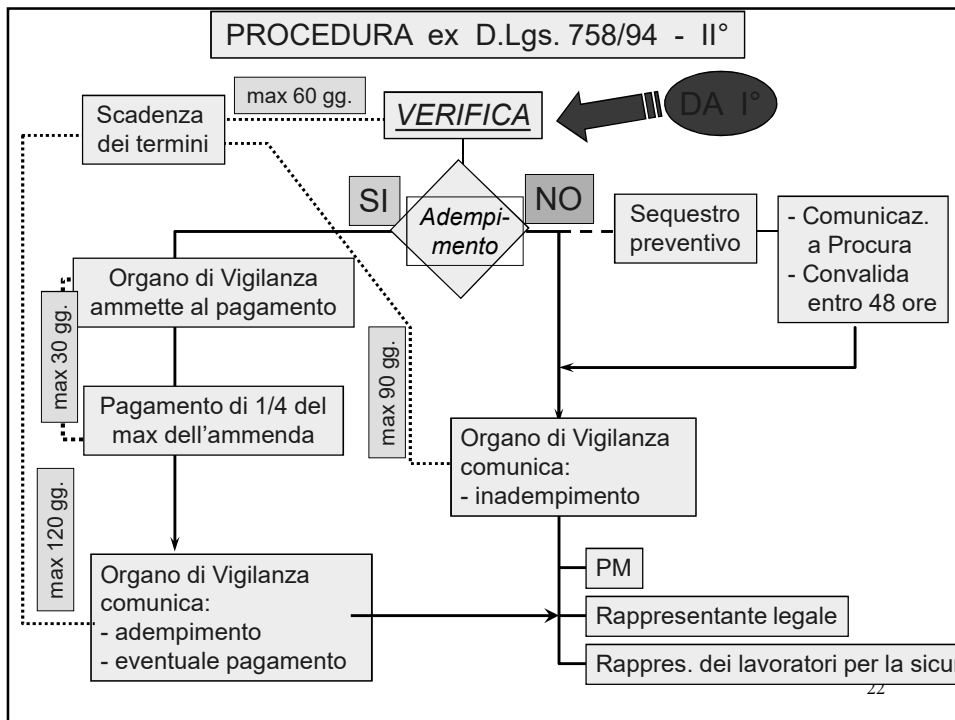 PROCEDURA ex D.Lgs. 758/94 - II°
max 60 gg.
Scadenza
dei termini
VERIFICA
DA I°
SI
Adempi-
mento
NO
Sequestro
preventivo
- Comunicaz.
a Procura
- Convalida
entro 48 ore
Organo di Vigilanza
ammette al pagamento
max 30 gg.
max 90 gg.
Pagamento di 1/4 del
max dell'ammenda
Organo di Vigilanza
comunica:
- inadempimento
max 120 gg.
Organo di Vigilanza
comunica:
- adempimento
- eventuale pagamento
PM
Rappresentante legale
Rappres. dei lavoratori per la sicu
22